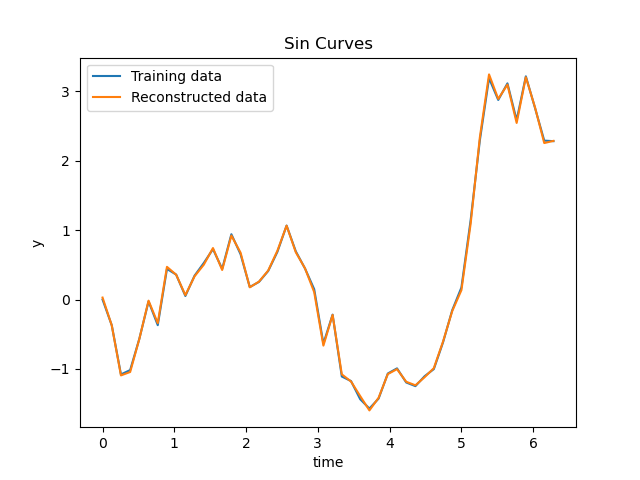 Sin Curves
Training data
Reconstructed data
3
2
1
0
−1
y
0 1 2 3 4 5 6
time